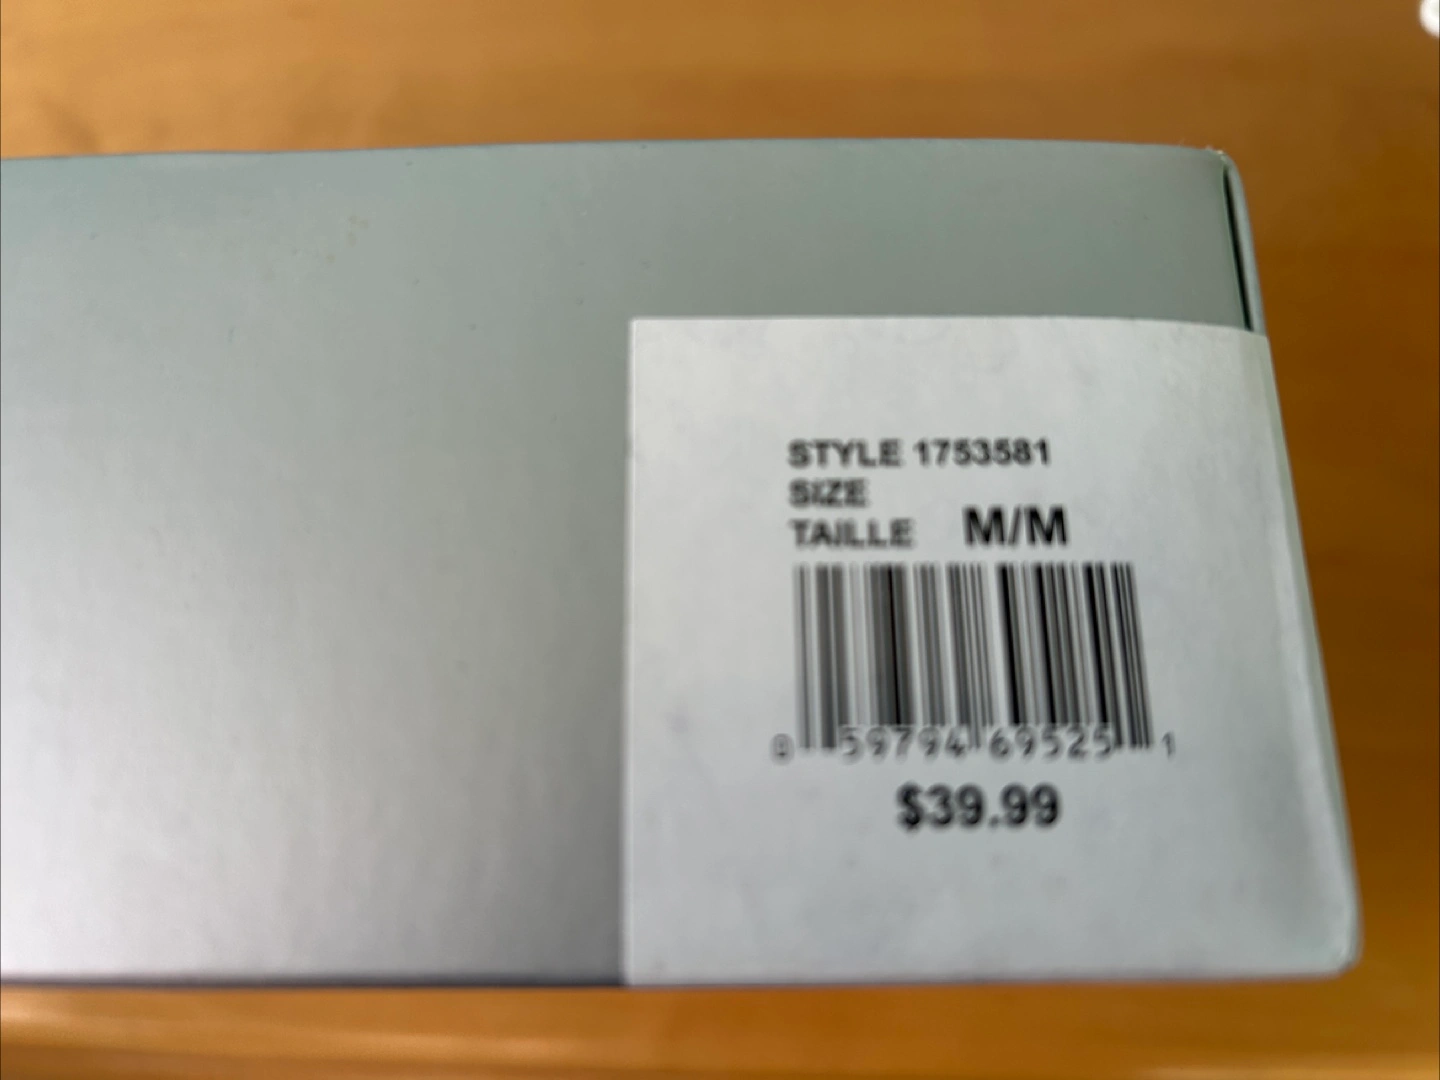 STYLE 1753581
SIZE
TAILLE M/M
0 59794 69525 1
$39.99